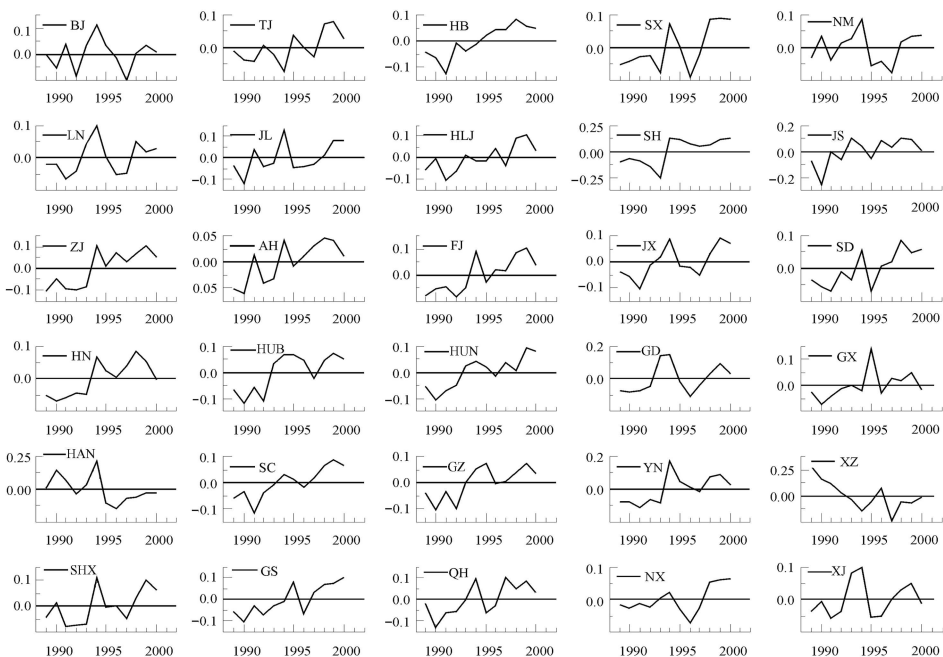 0.1 BJ
0.0
1990 1995 2000
0.1 TJ
0.0
1990 1995 2000
0.1 HB
0.0
−0.1
1990 1995 2000
0.1 SX
0.0
1990 1995 2000
0.1 NM
0.0
1990 1995 2000
0.1 LN
0.0
1990 1995 2000
0.1 JL
0.0
−0.1
1990 1995 2000
0.1 HLJ
0.0
−0.1
1990 1995 2000
0.25 SH
0.00
−0.25
1990 1995 2000
0.2 JS
0.0
−0.2
1990 1995 2000
0.1 ZJ
0.0
−0.1
1990 1995 2000
0.05 AH
0.0
0.05
1990 1995 2000
0.1 FJ
0.0
1990 1995 2000
0.1 JX
0.0
−0.1
1990 1995 2000
0.1 SD
0.0
1990 1995 2000
0.1 HN
0.0
1990 1995 2000
0.1 HUB
0.0
−0.1
1990 1995 2000
0.1 HUN
0.0
−0.1
1990 1995 2000
0.2 GD
0.0
1990 1995 2000
0.1 GX
0.0
1990 1995 2000
HAN
0.25
0.00
1990 1995 2000
0.1 SC
0.0
−0.1
1990 1995 2000
0.1 GZ
0.0
−0.1
1990 1995 2000
0.2 YN
0.0
1990 1995 2000
XZ
0.25
0.00
1990 1995 2000
SHX
0.1
0.0
1990 1995 2000
0.1 GS
0.0
−0.1
1990 1995 2000
0.1 QH
0.0
−0.1
1990 1995 2000
0.1 NX
0.0
1990 1995 2000
0.1 XJ
0.0
1990 1995 2000